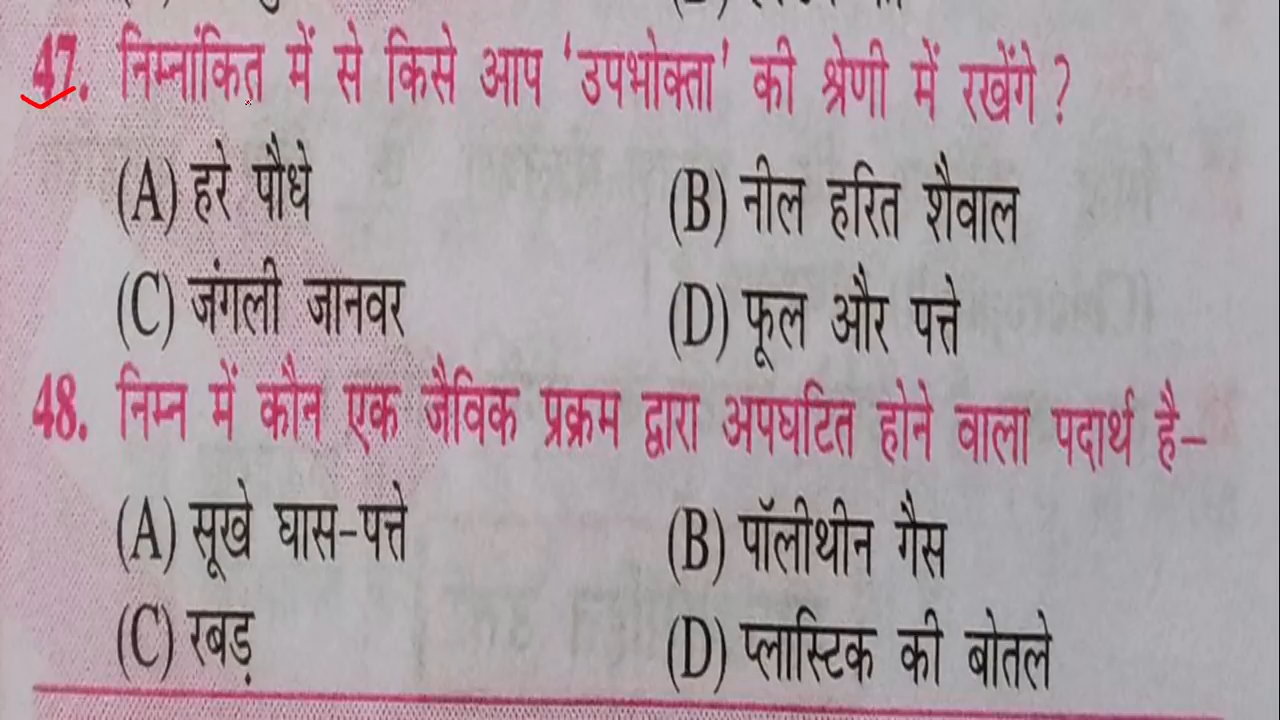 47. निम्नांकित में से किसे आप 'उपभोक्ता' की श्रेणी में रखेंगे ?
(A) हरे पौधे (B) नील हरित शैवाल
(C) जंगली जानवर (D) फूल और पत्ते
48. निम्न में कौन एक जैविक प्रक्रम द्वारा अपघटित होने वाला पदार्थ है–
(A) सूखे घास-पत्ते (B) पॉलीथीन गैस
(C) रबड़ (D) प्लास्टिक की बोतले